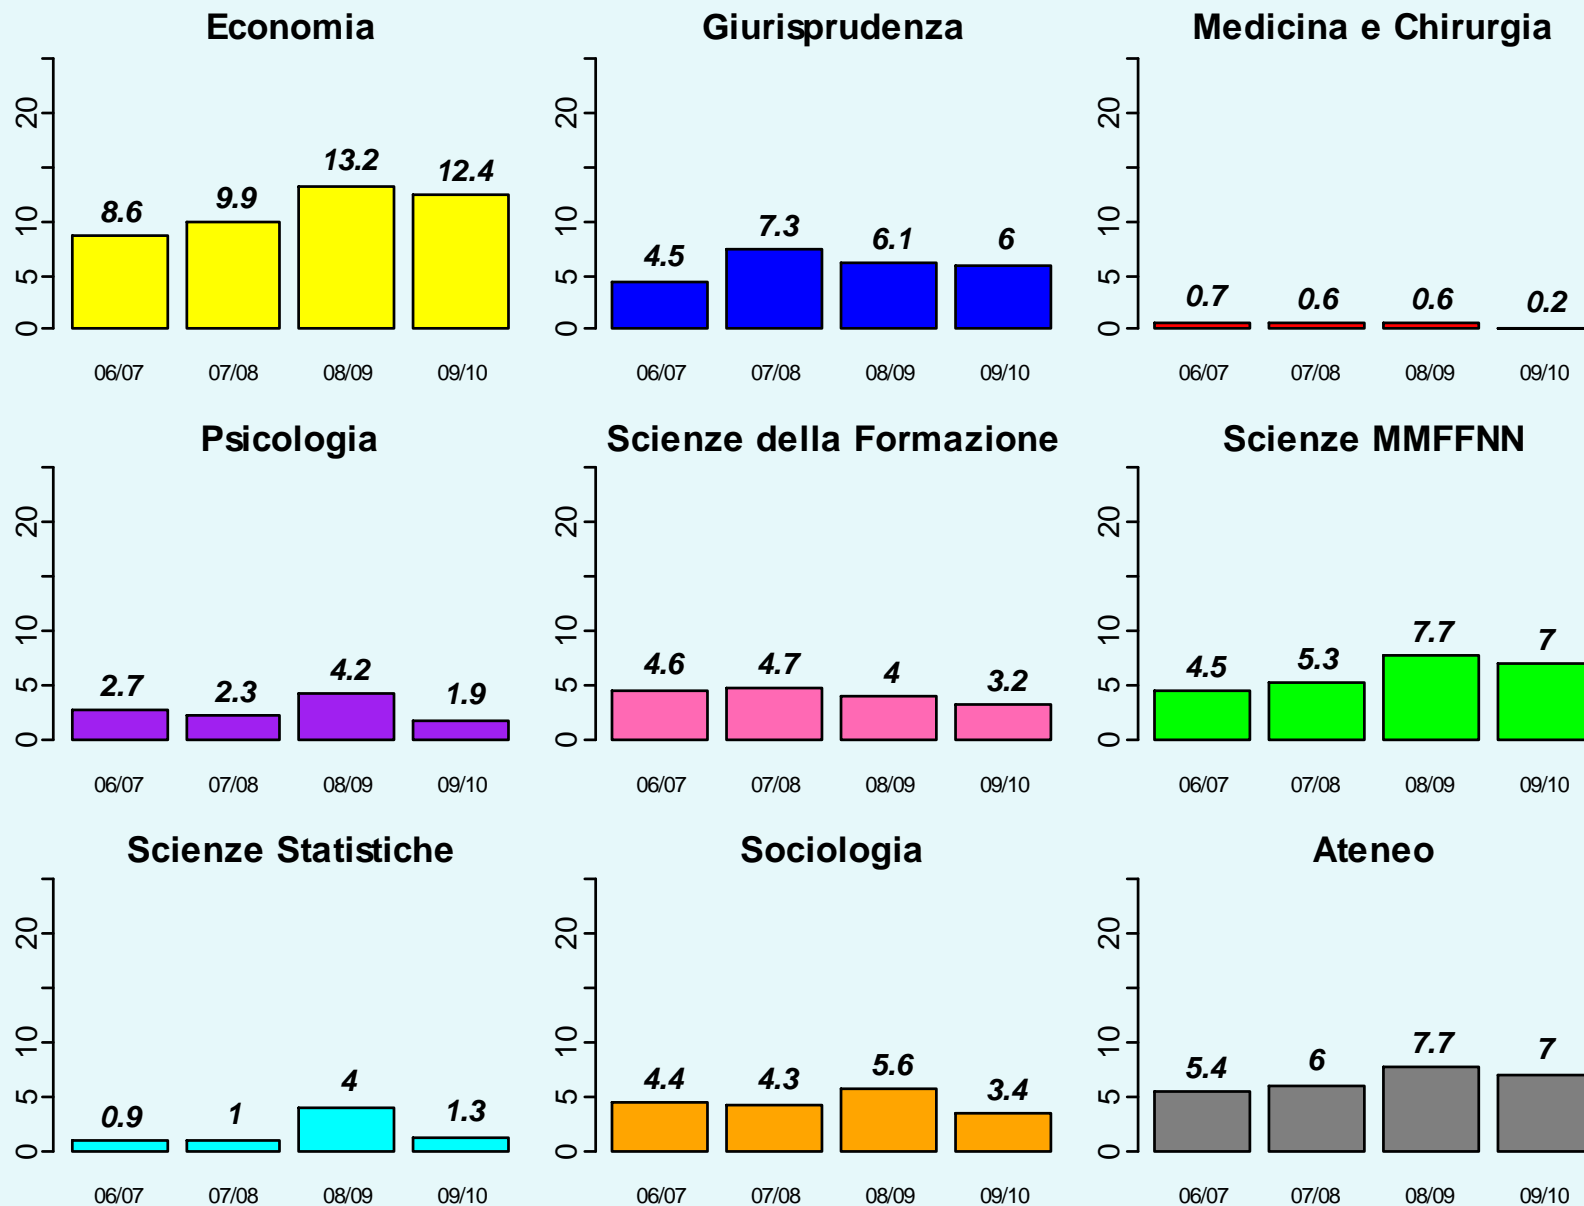 Economia
20
10
5
0
8.6 9.9 13.2 12.4
06/07 07/08 08/09 09/10
Giurisprudenza
20
10
5
0
4.5 7.3 6.1 6
06/07 07/08 08/09 09/10
Medicina e Chirurgia
20
10
5
0
0.7 0.6 0.6 0.2
06/07 07/08 08/09 09/10
Psicologia
20
10
5
0
2.7 2.3 4.2 1.9
06/07 07/08 08/09 09/10
Scienze della Formazione
20
10
5
0
4.6 4.7 4 3.2
06/07 07/08 08/09 09/10
Scienze MMFFNN
20
10
5
0
4.5 5.3 7.7 7
06/07 07/08 08/09 09/10
Scienze Statistiche
20
10
5
0
0.9 1 4 1.3
06/07 07/08 08/09 09/10
Sociologia
20
10
5
0
4.4 4.3 5.6 3.4
06/07 07/08 08/09 09/10
Ateneo
20
10
5
0
5.4 6 7.7 7
06/07 07/08 08/09 09/10